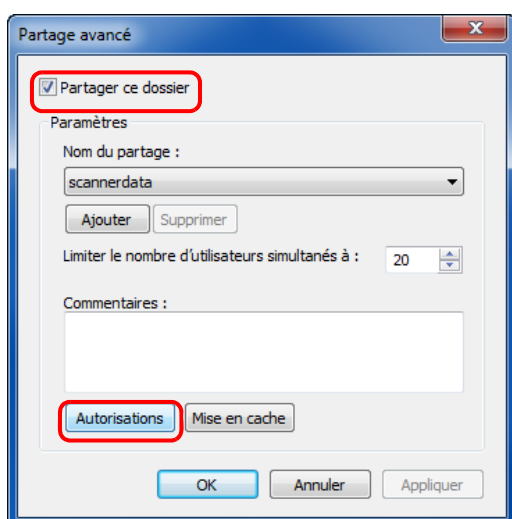 Partage avancé
Partager ce dossier
Paramètres
Nom du partage :
scannerdata
Ajouter Supprimer
Limiter le nombre d’utilisateurs simultanés à : 20
Commentaires :
Autorisations Mise en cache
OK Annuler Appliquer